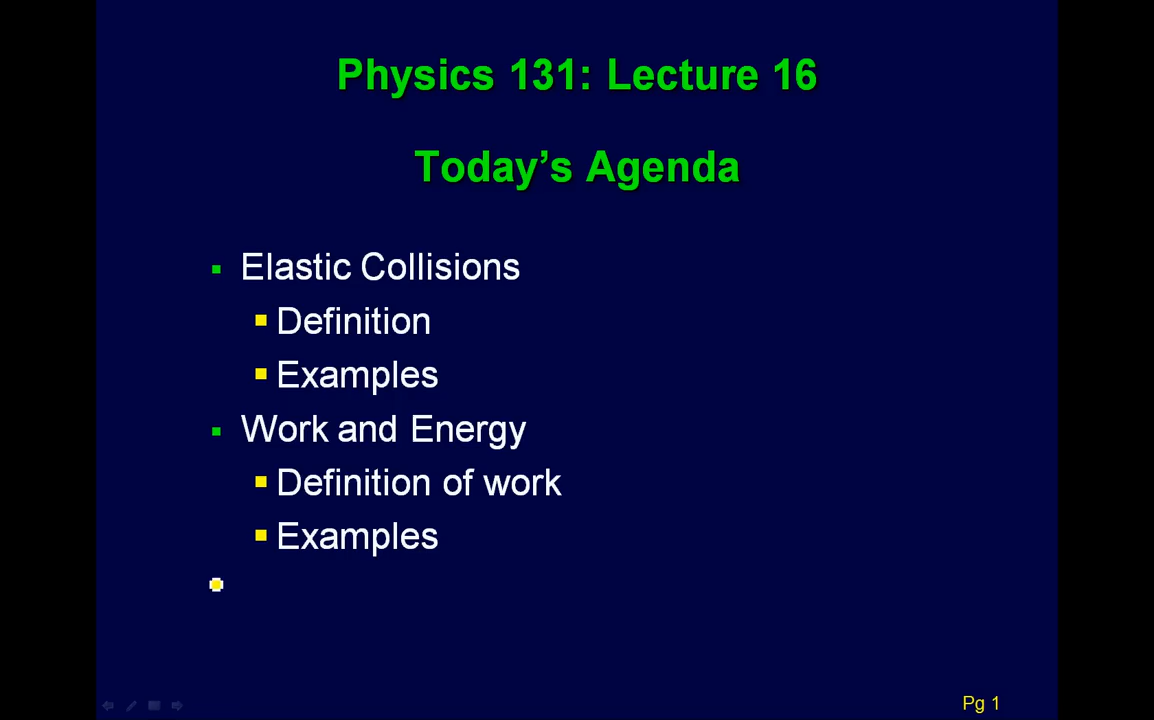 Physics 131: Lecture 16
Today’s Agenda
Elastic Collisions
Definition
Examples
Work and Energy
Definition of work
Examples
Pg 1